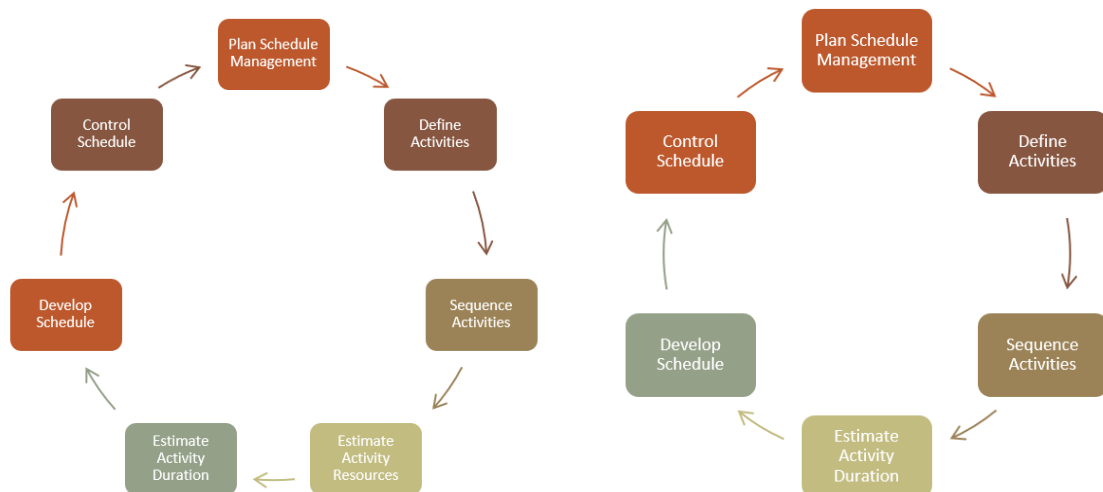 Plan Schedule
Management
Define
Activities
Sequence
Activities
Estimate
Activity
Resources
Estimate
Activity
Duration
Develop
Schedule
Control
Schedule
Plan Schedule
Management
Define
Activities
Sequence
Activities
Estimate
Activity
Duration
Develop
Schedule
Control
Schedule